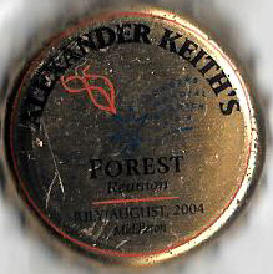 ALEXANDER KEITH'S
FOREST
Reunion
JULY/AUGUST, 2004